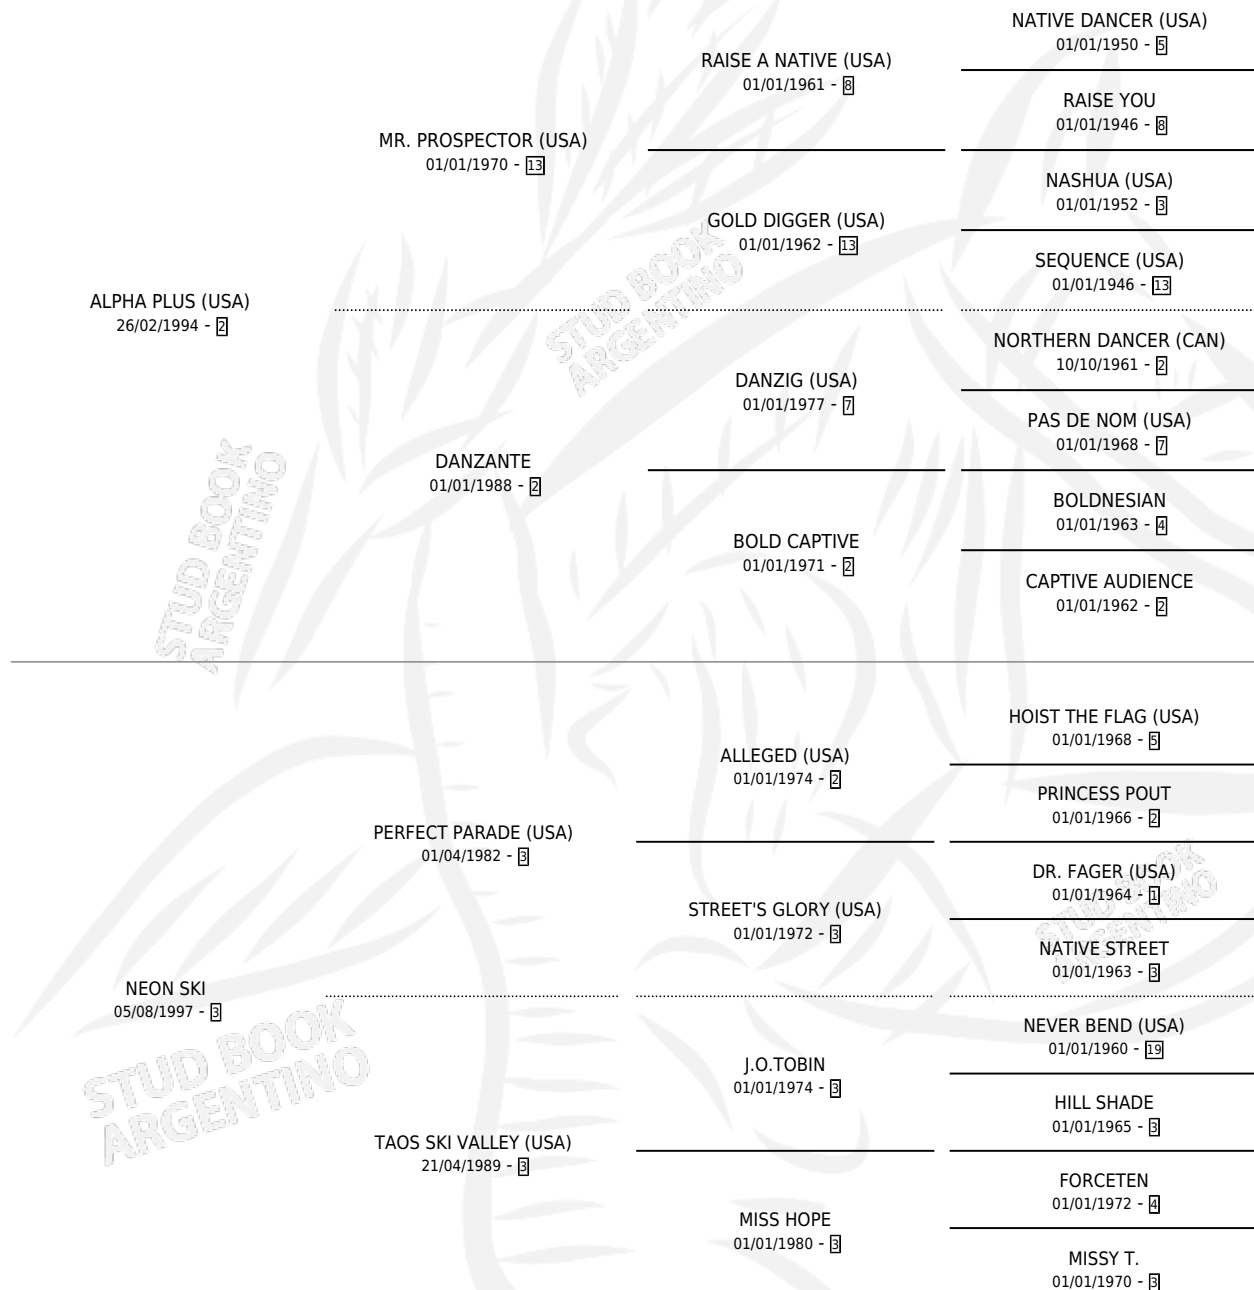 NATIVE DANCER (USA)
01/01/1950 - 5
RAISE A NATIVE (USA)
01/01/1961 - 8
RAISE YOU
01/01/1946 - 8
MR. PROSPECTOR (USA)
01/01/1970 - 13
NASHUA (USA)
01/01/1952 - 3
GOLD DIGGER (USA)
01/01/1962 - 13
SEQUENCE (USA)
01/01/1946 - 13
ALPHA PLUS (USA)
26/02/1994 - 2
STUD BOOK
ARGENTINO
NORTHERN DANCER (CAN)
10/10/1961 - 2
DANZIG (USA)
01/01/1977 - 7
PAS DE NOM (USA)
01/01/1968 - 7
DANZANTE
01/01/1988 - 2
BOLDNESIAN
01/01/1963 - 4
BOLD CAPTIVE
01/01/1971 - 2
CAPTIVE AUDIENCE
01/01/1962 - 2
STUD BOOK
ARGENTINO
HOIST THE FLAG (USA)
01/01/1968 - 5
ALLEGED (USA)
01/01/1974 - 2
PRINCESS POUT
01/01/1966 - 2
PERFECT PARADE (USA)
01/04/1982 - 3
DR. FAGER (USA)
01/01/1964 - 1
STREET'S GLORY (USA)
01/01/1972 - 3
STUD BOOK
ARGENTINO
NATIVE STREET
01/01/1963 - 3
NEON SKI
05/08/1997 - 3
STUD BOOK
ARGENTINO
NEVER BEND (USA)
01/01/1960 - 19
J.O.TOBIN
01/01/1974 - 3
HILL SHADE
01/01/1965 - 3
TAOS SKI VALLEY (USA)
21/04/1989 - 3
FORCETEN
01/01/1972 - 4
MISS HOPE
01/01/1980 - 3
MISSY T.
01/01/1970 - 3